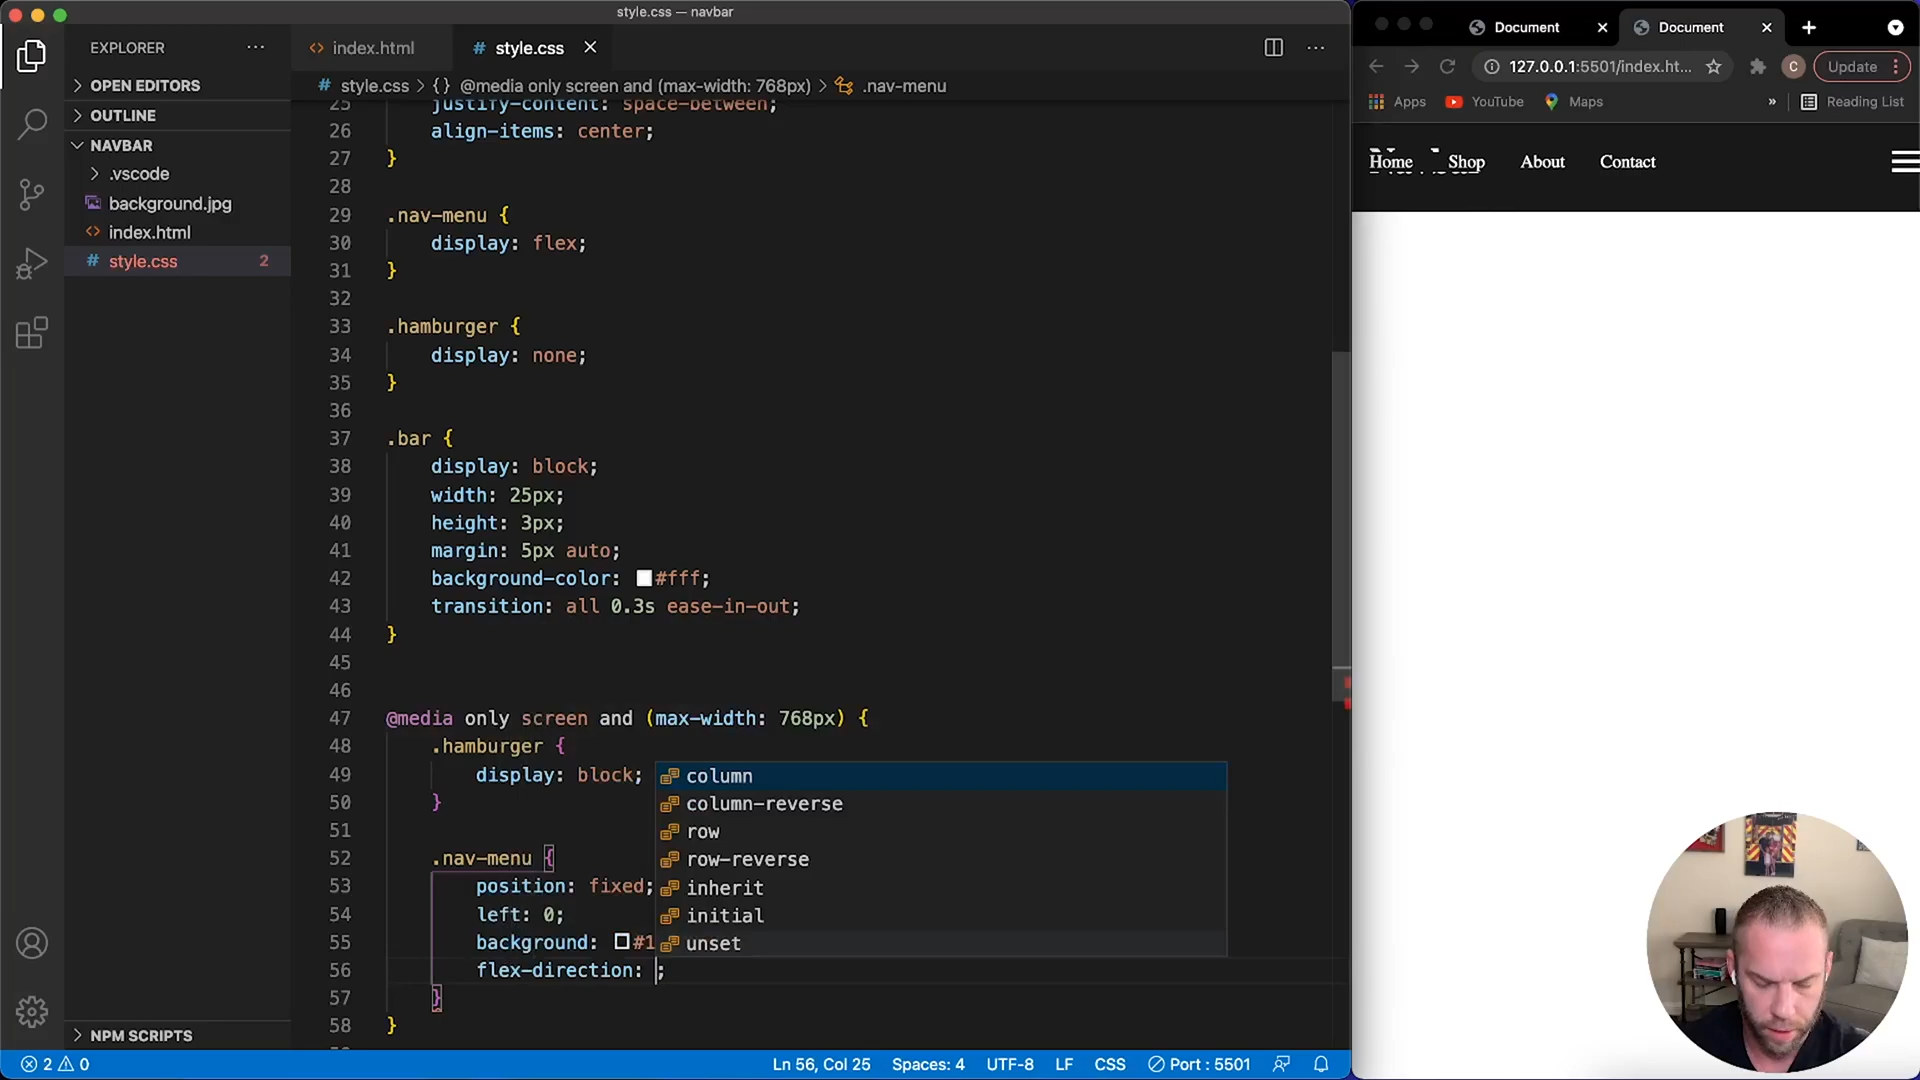 style.css — navbar
EXPLORER
OPEN EDITORS
OUTLINE
NAVBAR
.vscode
background.jpg
index.html
style.css 2
NPM SCRIPTS
index.html
style.css
style.css > {} @media only screen and (max-width: 768px) > .nav-menu
25 justify-content: space-between;
26 align-items: center;
27 }
28
29 .nav-menu {
30 display: flex;
31 }
32
33 .hamburger {
34 display: none;
35 }
36
37 .bar {
38 display: block;
39 width: 25px;
40 height: 3px;
41 margin: 5px auto;
42 background-color: #fff;
43 transition: all 0.3s ease-in-out;
44 }
45
46
47 @media only screen and (max-width: 768px) {
48 .hamburger {
49 display: block;
50 }
51
52 .nav-menu {
53 position: fixed;
54 left: 0;
55 background: #1
56 flex-direction: ;
57 }
58 }
column
column-reverse
row
row-reverse
inherit
initial
unset
2 0
Ln 56, Col 25
Spaces: 4
UTF-8
LF
CSS
Port : 5501
Document
Document
127.0.0.1:5501/index.ht...
C
Update
Apps
YouTube
Maps
»
Reading List
Home
Shop
About
Contact